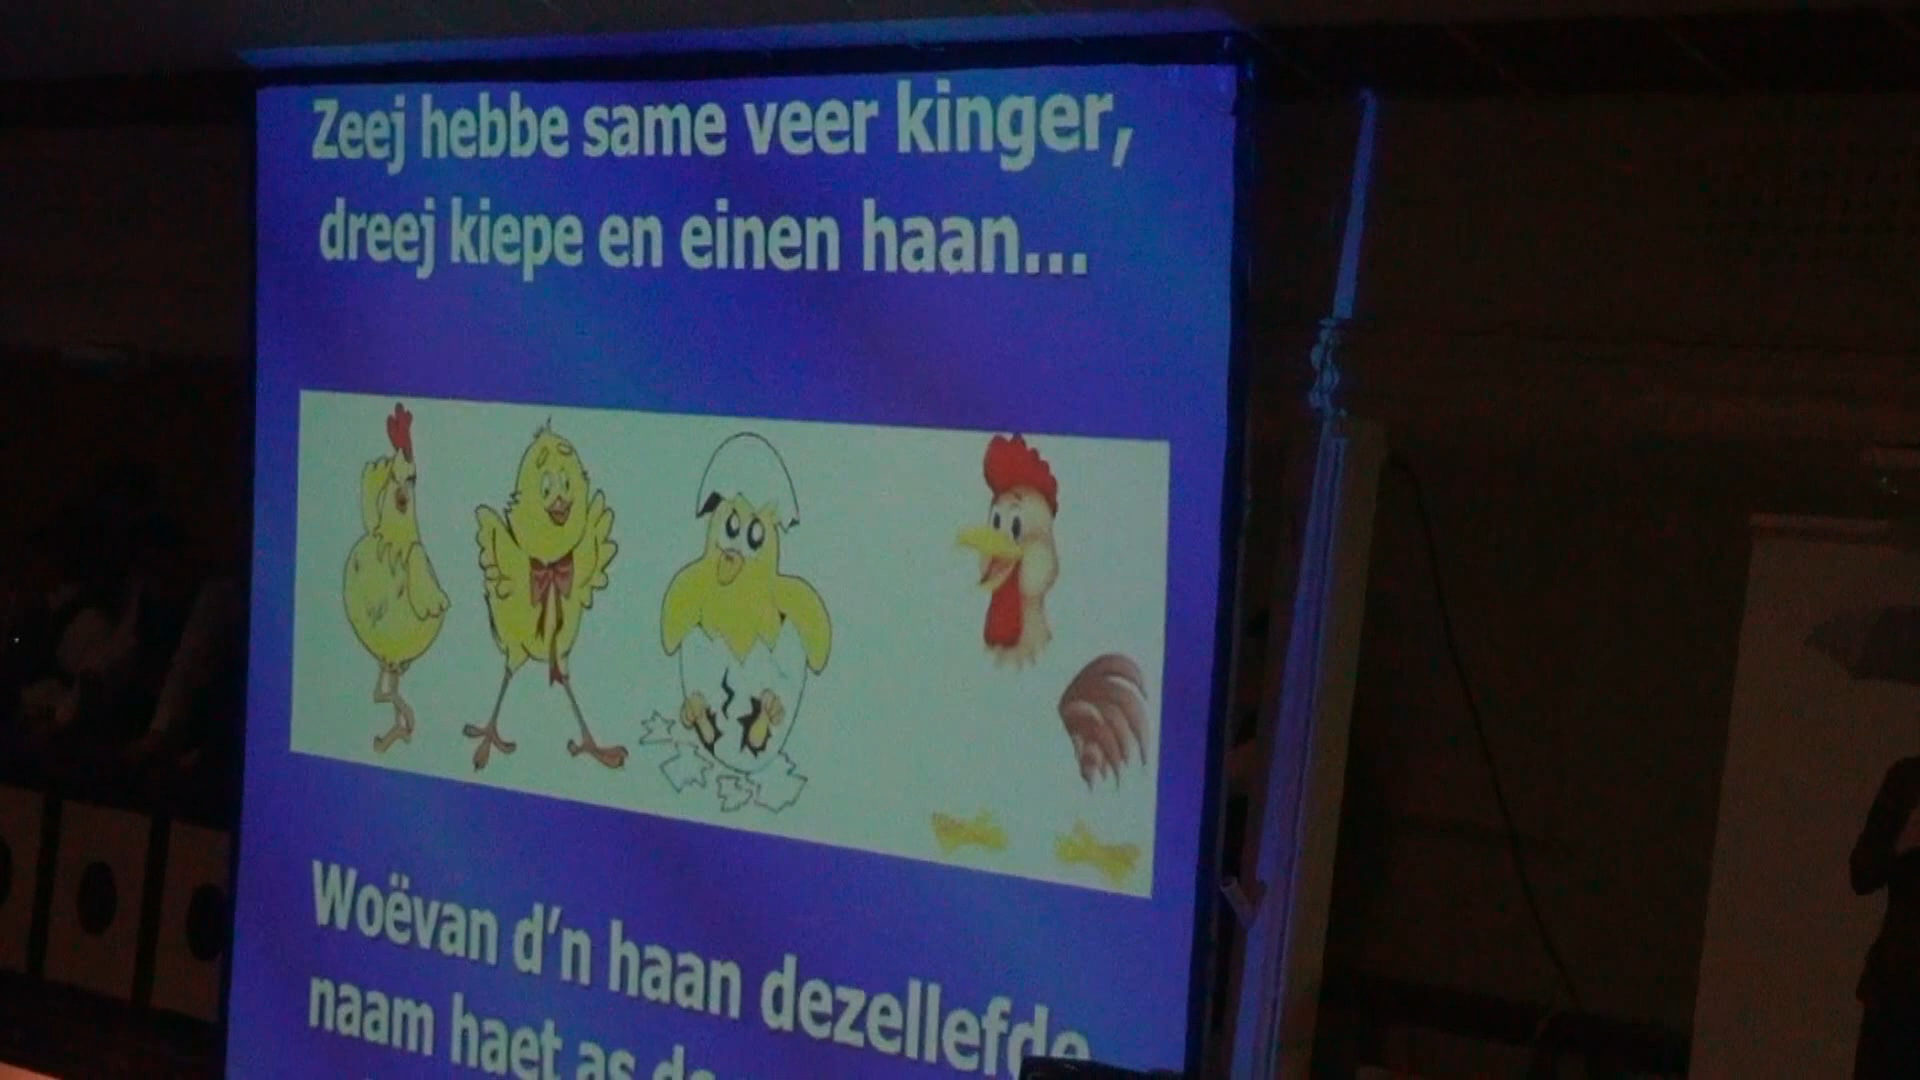 Zeej hebbe same veer kinger,
dreej kiepe en einen haan...
Woëvan d'n haan dezellefde
naam haet as